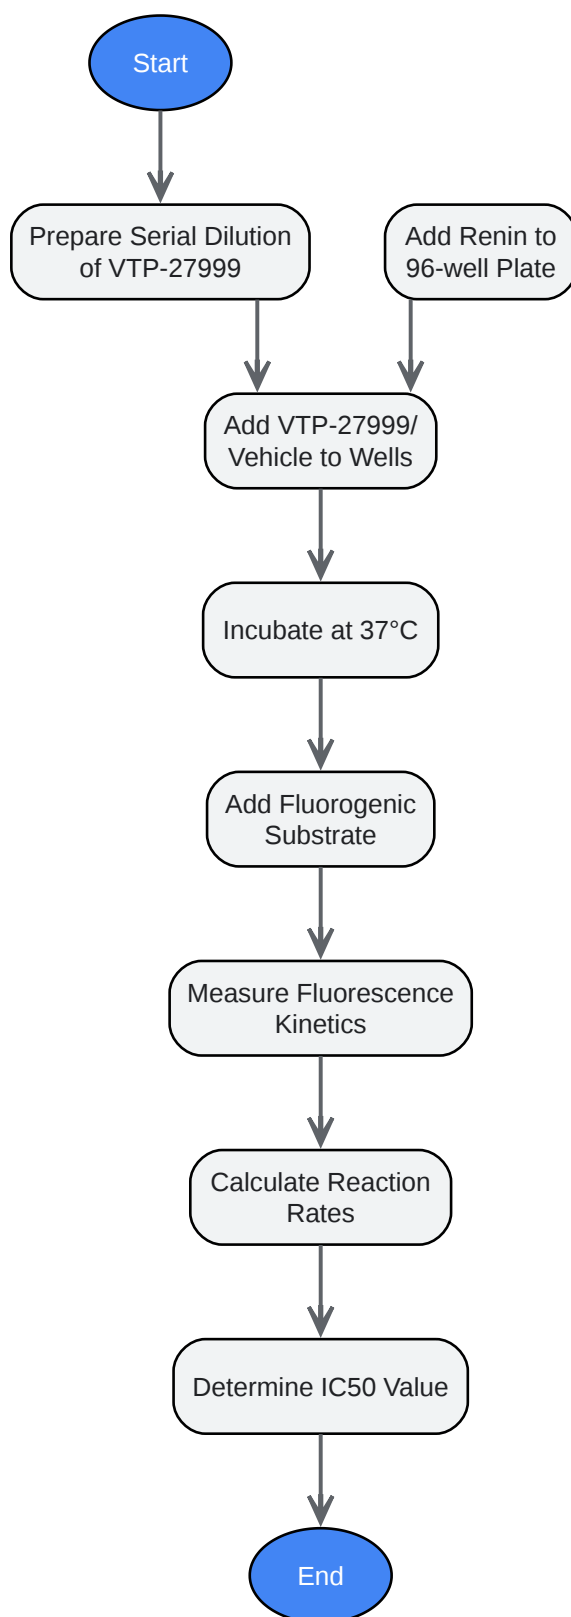 Start
Prepare Serial Dilution
of VTP-27999
Add Renin to
96-well Plate
Add VTP-27999/
Vehicle to Wells
Incubate at 37°C
Add Fluorogenic
Substrate
Measure Fluorescence
Kinetics
Calculate Reaction
Rates
Determine IC50 Value
End